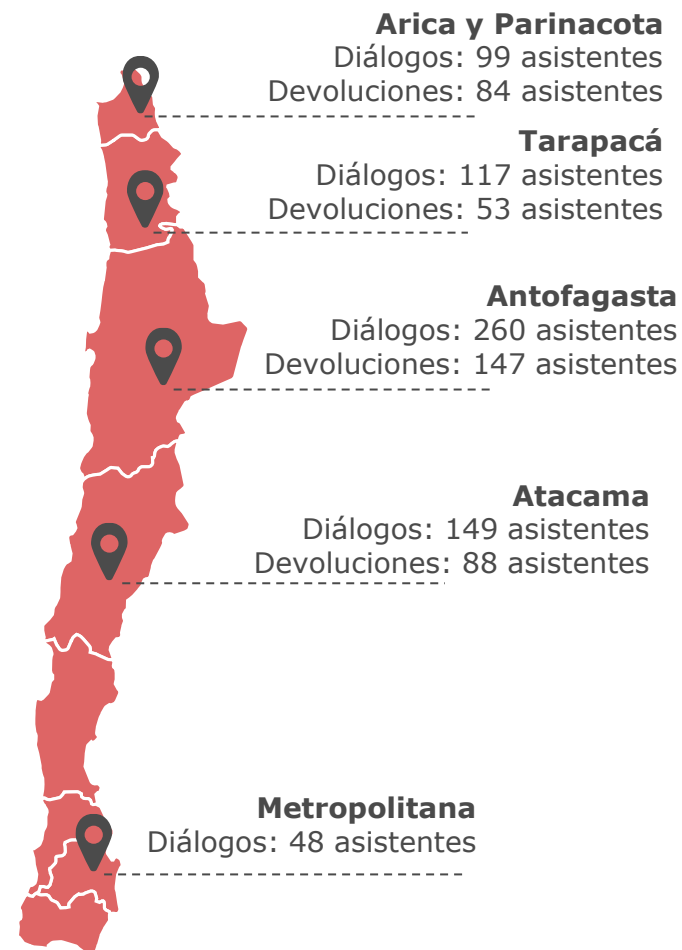 Arica y Parinacota
Diálogos: 99 asistentes
Devoluciones: 84 asistentes
Tarapacá
Diálogos: 117 asistentes
Devoluciones: 53 asistentes
Antofagasta
Diálogos: 260 asistentes
Devoluciones: 147 asistentes
Atacama
Diálogos: 149 asistentes
Devoluciones: 88 asistentes
Metropolitana
Diálogos: 48 asistentes